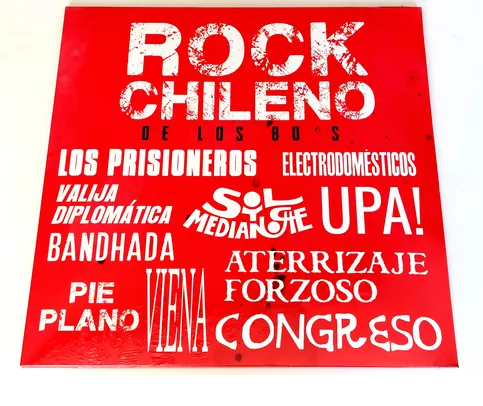 ROCK
CHILENO
DE LOS 80'S
LOS PRISIONEROS ELECTRODOMÉSTICOS
VALIJA
DIPLOMÁTICA
SOL
Y
MEDIANOCHE
UPA!
BANDHADA
ATERRIZAJE
FORZOSO
PIE
PLANO
VIENA
CONGRESO